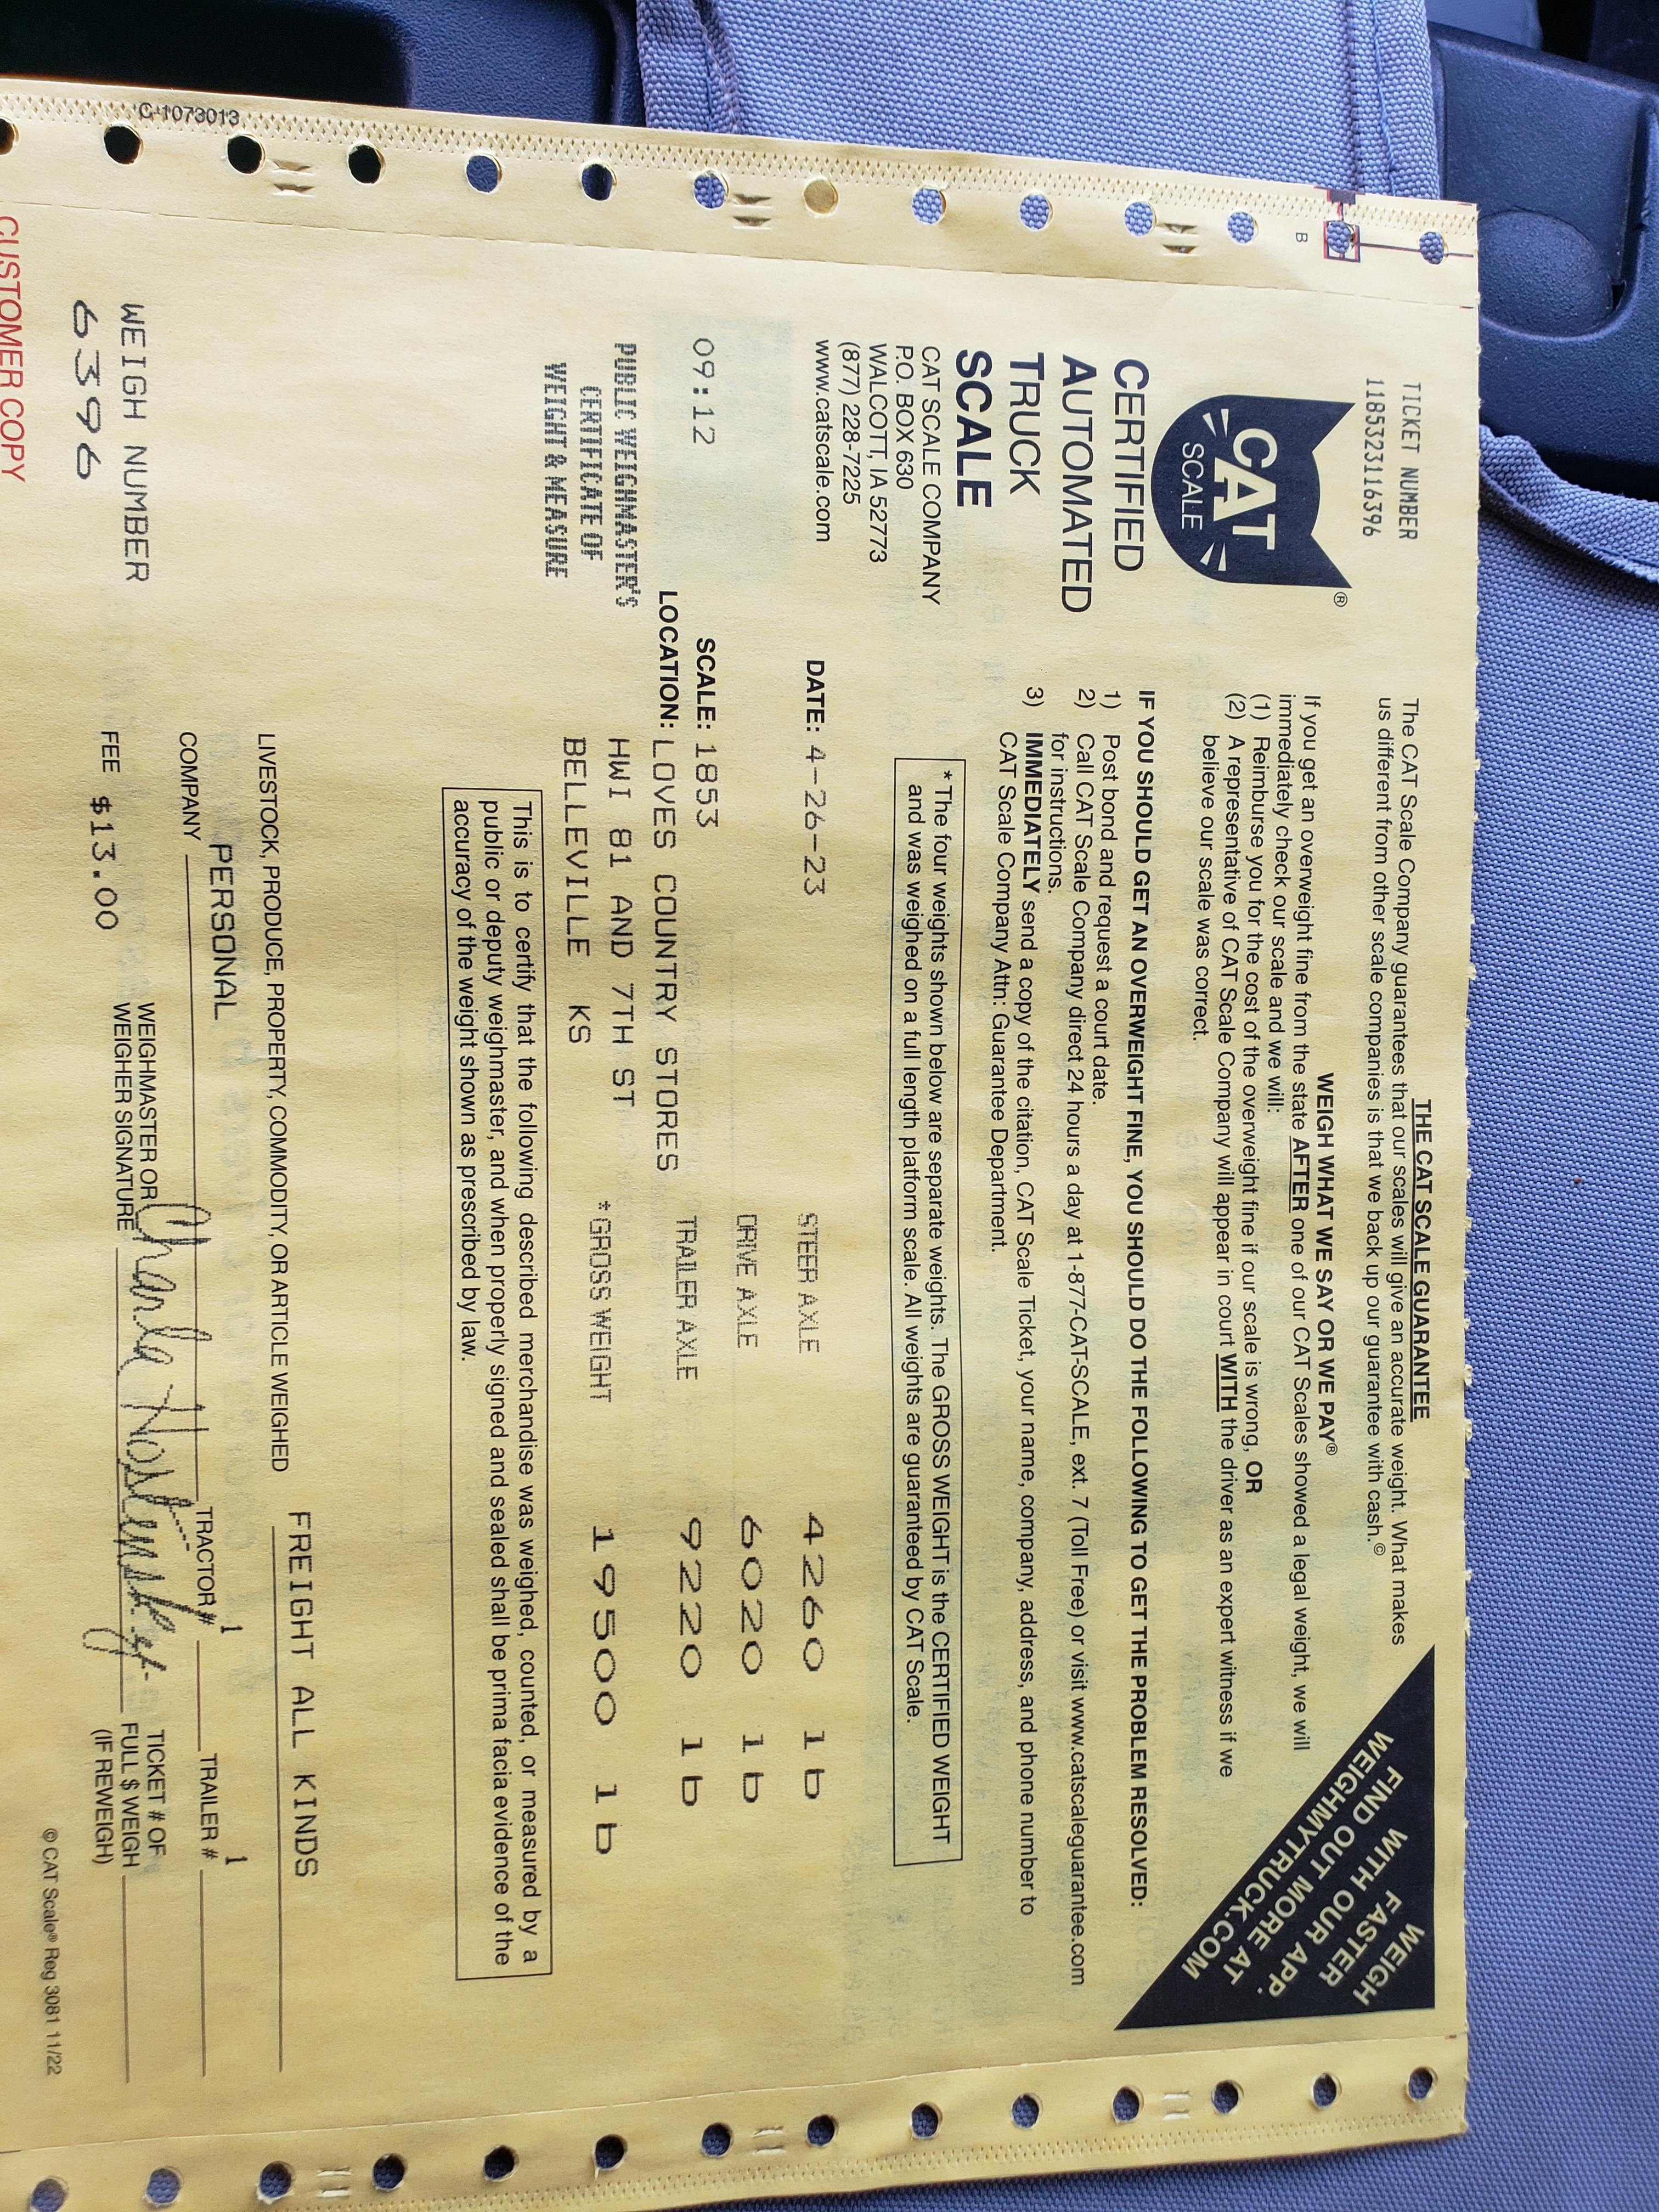 C-1073013
B
TICKET NUMBER
11853231116396
CAT
SCALE
®
CERTIFIED
AUTOMATED
TRUCK
SCALE
CAT SCALE COMPANY
P.O. BOX 630
WALCOTT, IA 52773
(877) 228-7225
www.catscale.com
THE CAT SCALE GUARANTEE
The CAT Scale Company guarantees that our scales will give an accurate weight. What makes
us different from other scale companies is that we back up our guarantee with cash.©
WEIGH WHAT WE SAY OR WE PAY®
If you get an overweight fine from the state AFTER one of our CAT Scales showed a legal weight, we will
immediately check our scale and we will:
(1) Reimburse you for the cost of the overweight fine if our scale is wrong, OR
(2) A representative of CAT Scale Company will appear in court WITH the driver as an expert witness if we
believe our scale was correct.
IF YOU SHOULD GET AN OVERWEIGHT FINE, YOU SHOULD DO THE FOLLOWING TO GET THE PROBLEM RESOLVED:
1) Post bond and request a court date.
2) Call CAT Scale Company direct 24 hours a day at 1-877-CAT-SCALE, ext. 7 (Toll Free) or visit www.catscaleguarantee.com
for instructions.
3) IMMEDIATELY send a copy of the citation, CAT Scale Ticket, your name, company, address, and phone number to
CAT Scale Company Attn: Guarantee Department.
WEIGH
FASTER
WITH OUR APP.
FIND OUT MORE AT
WEIGHMYTRUCK.COM
* The four weights shown below are separate weights. The GROSS WEIGHT is the CERTIFIED WEIGHT
and was weighed on a full length platform scale. All weights are guaranteed by CAT Scale.
09:12
PUBLIC WEIGHMASTER'S
CERTIFICATE OF
WEIGHT & MEASURE
DATE: 4-26-23
SCALE: 1853
LOCATION: LOVES COUNTRY STORES
HWI 81 AND 7TH ST
BELLEVILLE KS
STEER AXLE 4260 lb
DRIVE AXLE 6020 lb
TRAILER AXLE 9220 lb
*GROSS WEIGHT 19500 lb
This is to certify that the following described merchandise was weighed, counted, or measured by a
public or deputy weighmaster, and when properly signed and sealed shall be prima facia evidence of the
accuracy of the weight shown as prescribed by law.
LIVESTOCK, PRODUCE, PROPERTY, COMMODITY, OR ARTICLE WEIGHED FREIGHT ALL KINDS
COMPANY PERSONAL TRACTOR # 1 TRAILER # 1
WEIGH NUMBER
6396
FEE $13.00
WEIGHMASTER OR
WEIGHER SIGNATURE
TICKET # OF
FULL $ WEIGH
(IF REWEIGH)
© CAT Scale® Reg 3081 11/22
CUSTOMER COPY